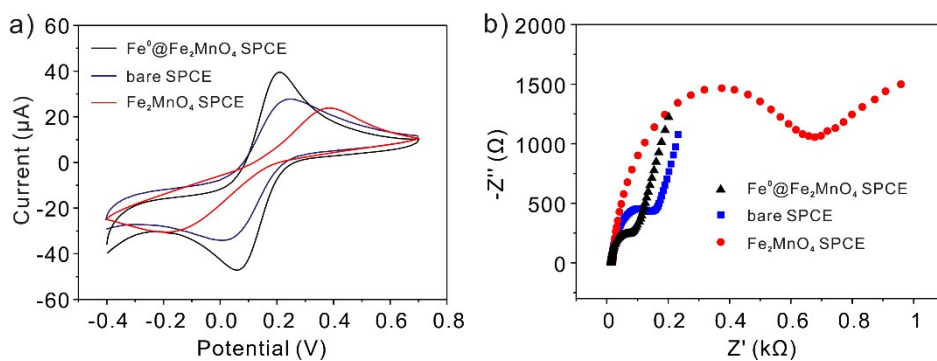 a)
60
40
20
0
-20
-40
-60
Current (μA)
-0.4
-0.2
0.0
0.2
0.4
0.6
0.8
Potential (V)
Fe⁰@Fe₂MnO₄ SPCE
bare SPCE
Fe₂MnO₄ SPCE
b)
2000
1500
1000
500
0
-250
-Z'' (Ω)
0
0.2
0.4
0.6
0.8
1
Z' (kΩ)
Fe⁰@Fe₂MnO₄ SPCE
bare SPCE
Fe₂MnO₄ SPCE